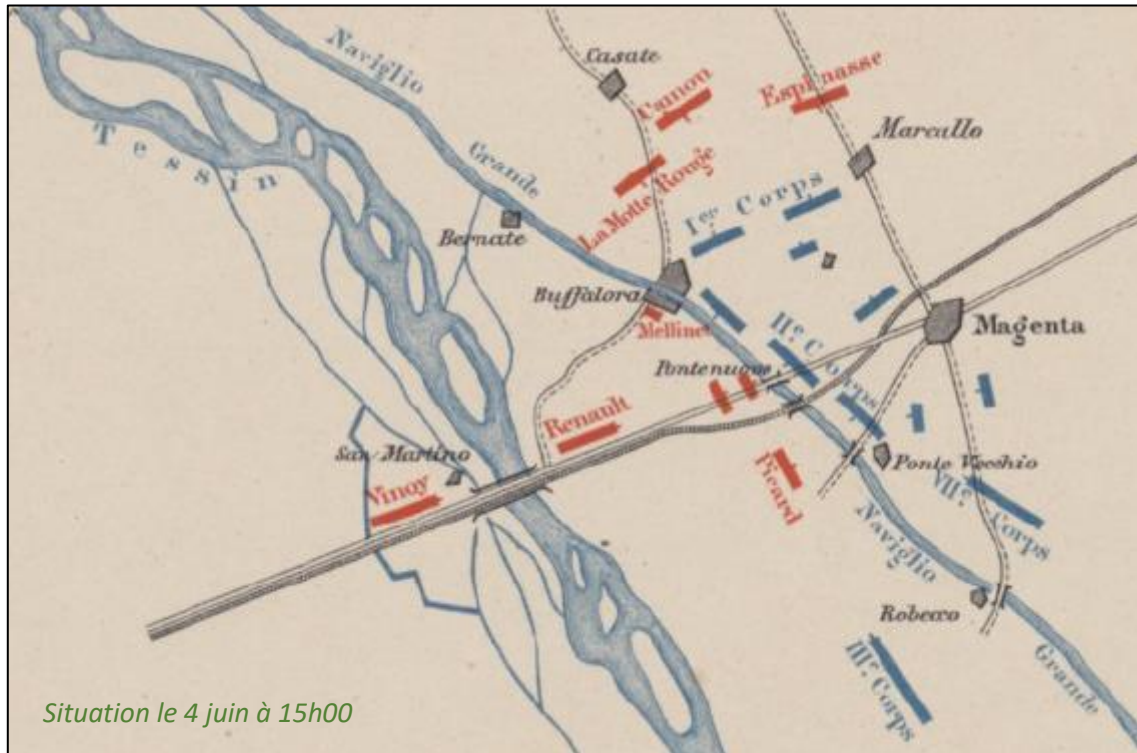 Casate
Camou
Espinasse
Marcallo
Naviglio
Grande
Tessin
La Motte Rouge
Ier Corps
Bernate
Buffalora
Mellinet
IIe Corps
Magenta
Pontenuovo
Renault
San Martino
Vinoy
Picard
Ponte Vecchio
VIIe Corps
Naviglio
Grande
Robecco
IIIe Corps
Situation le 4 juin à 15h00